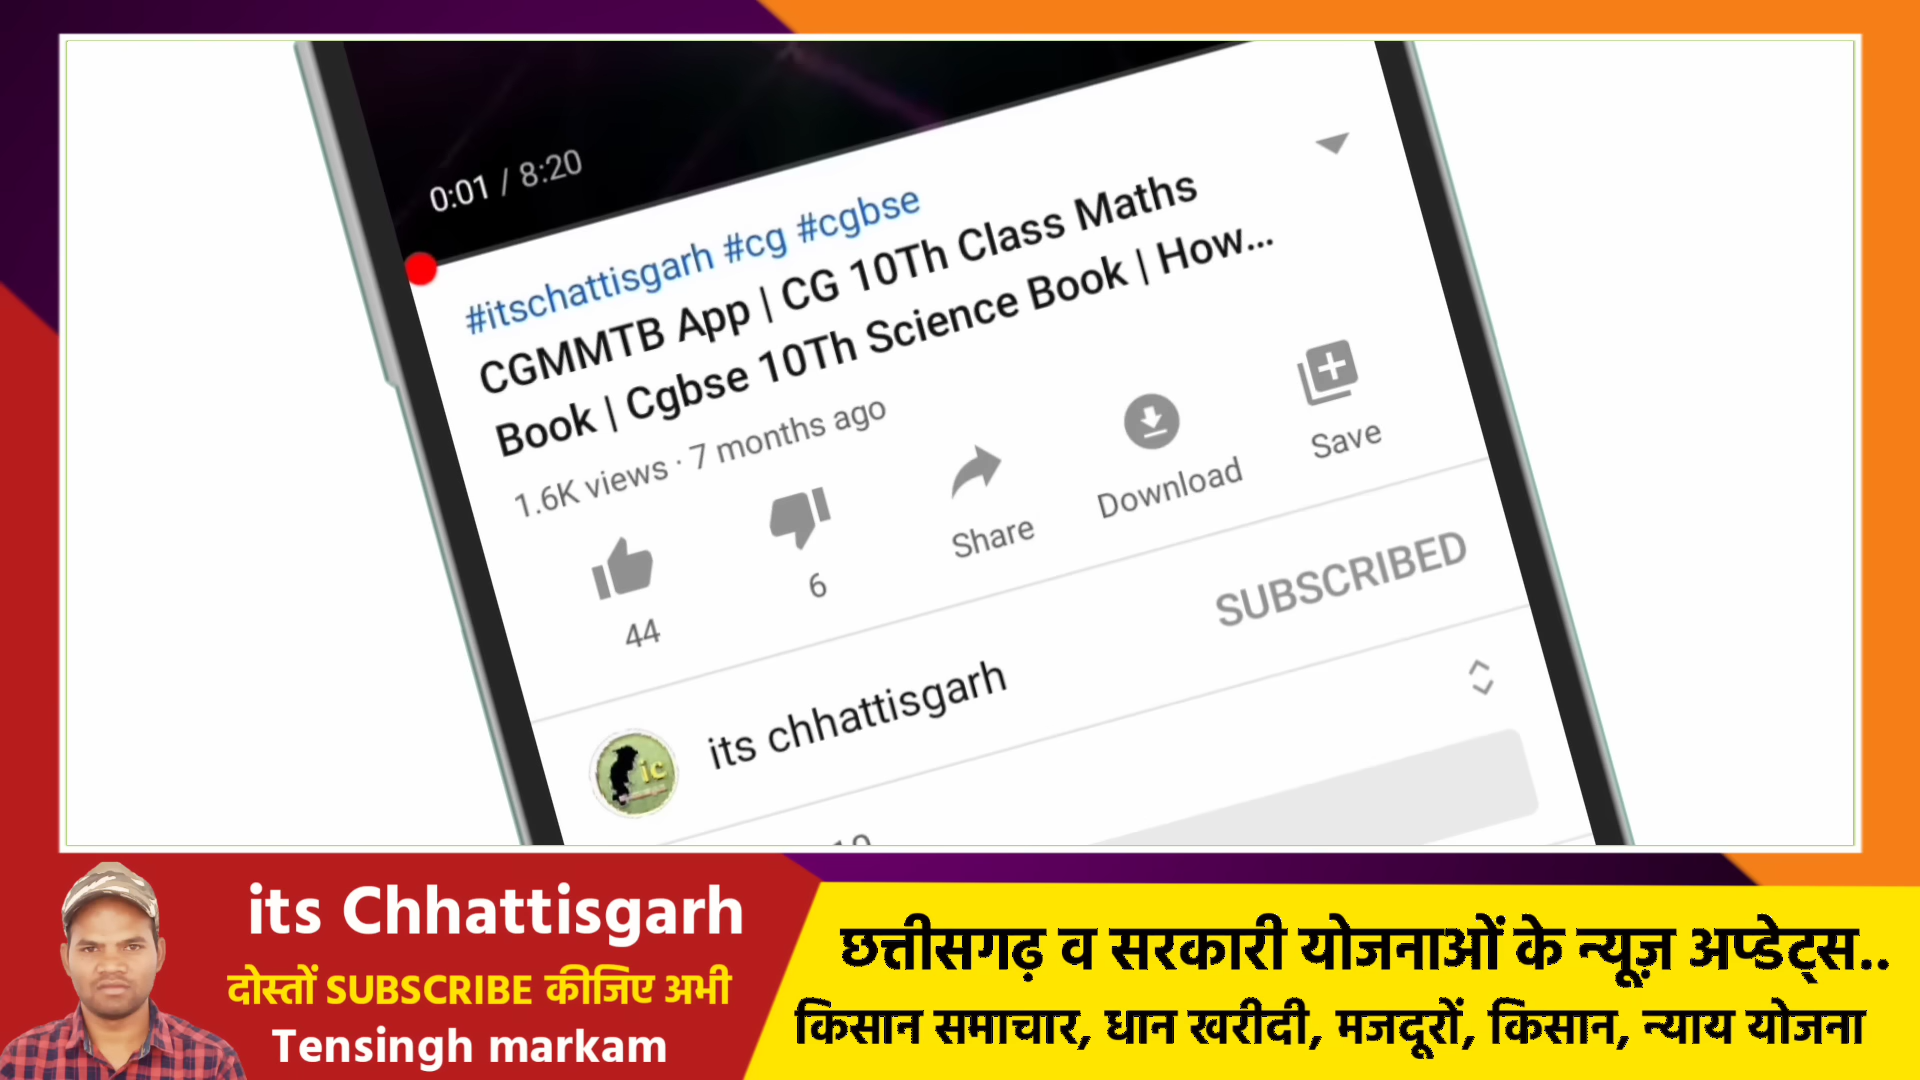 0:01 / 8:20
#itschattisgarh #cg #cgbse
CGMMTB App | CG 10Th Class Maths
Book | Cgbse 10Th Science Book | How...
1.6K views · 7 months ago
44
6
Share
Download
Save
its chhattisgarh
SUBSCRIBED
ic
its Chhattisgarh
दोस्तों SUBSCRIBE कीजिए अभी
Tensingh markam
छत्तीसगढ़ व सरकारी योजनाओं के न्यूज़ अप्डेट्स..
किसान समाचार, धान खरीदी, मजदूरों, किसान, न्याय योजना